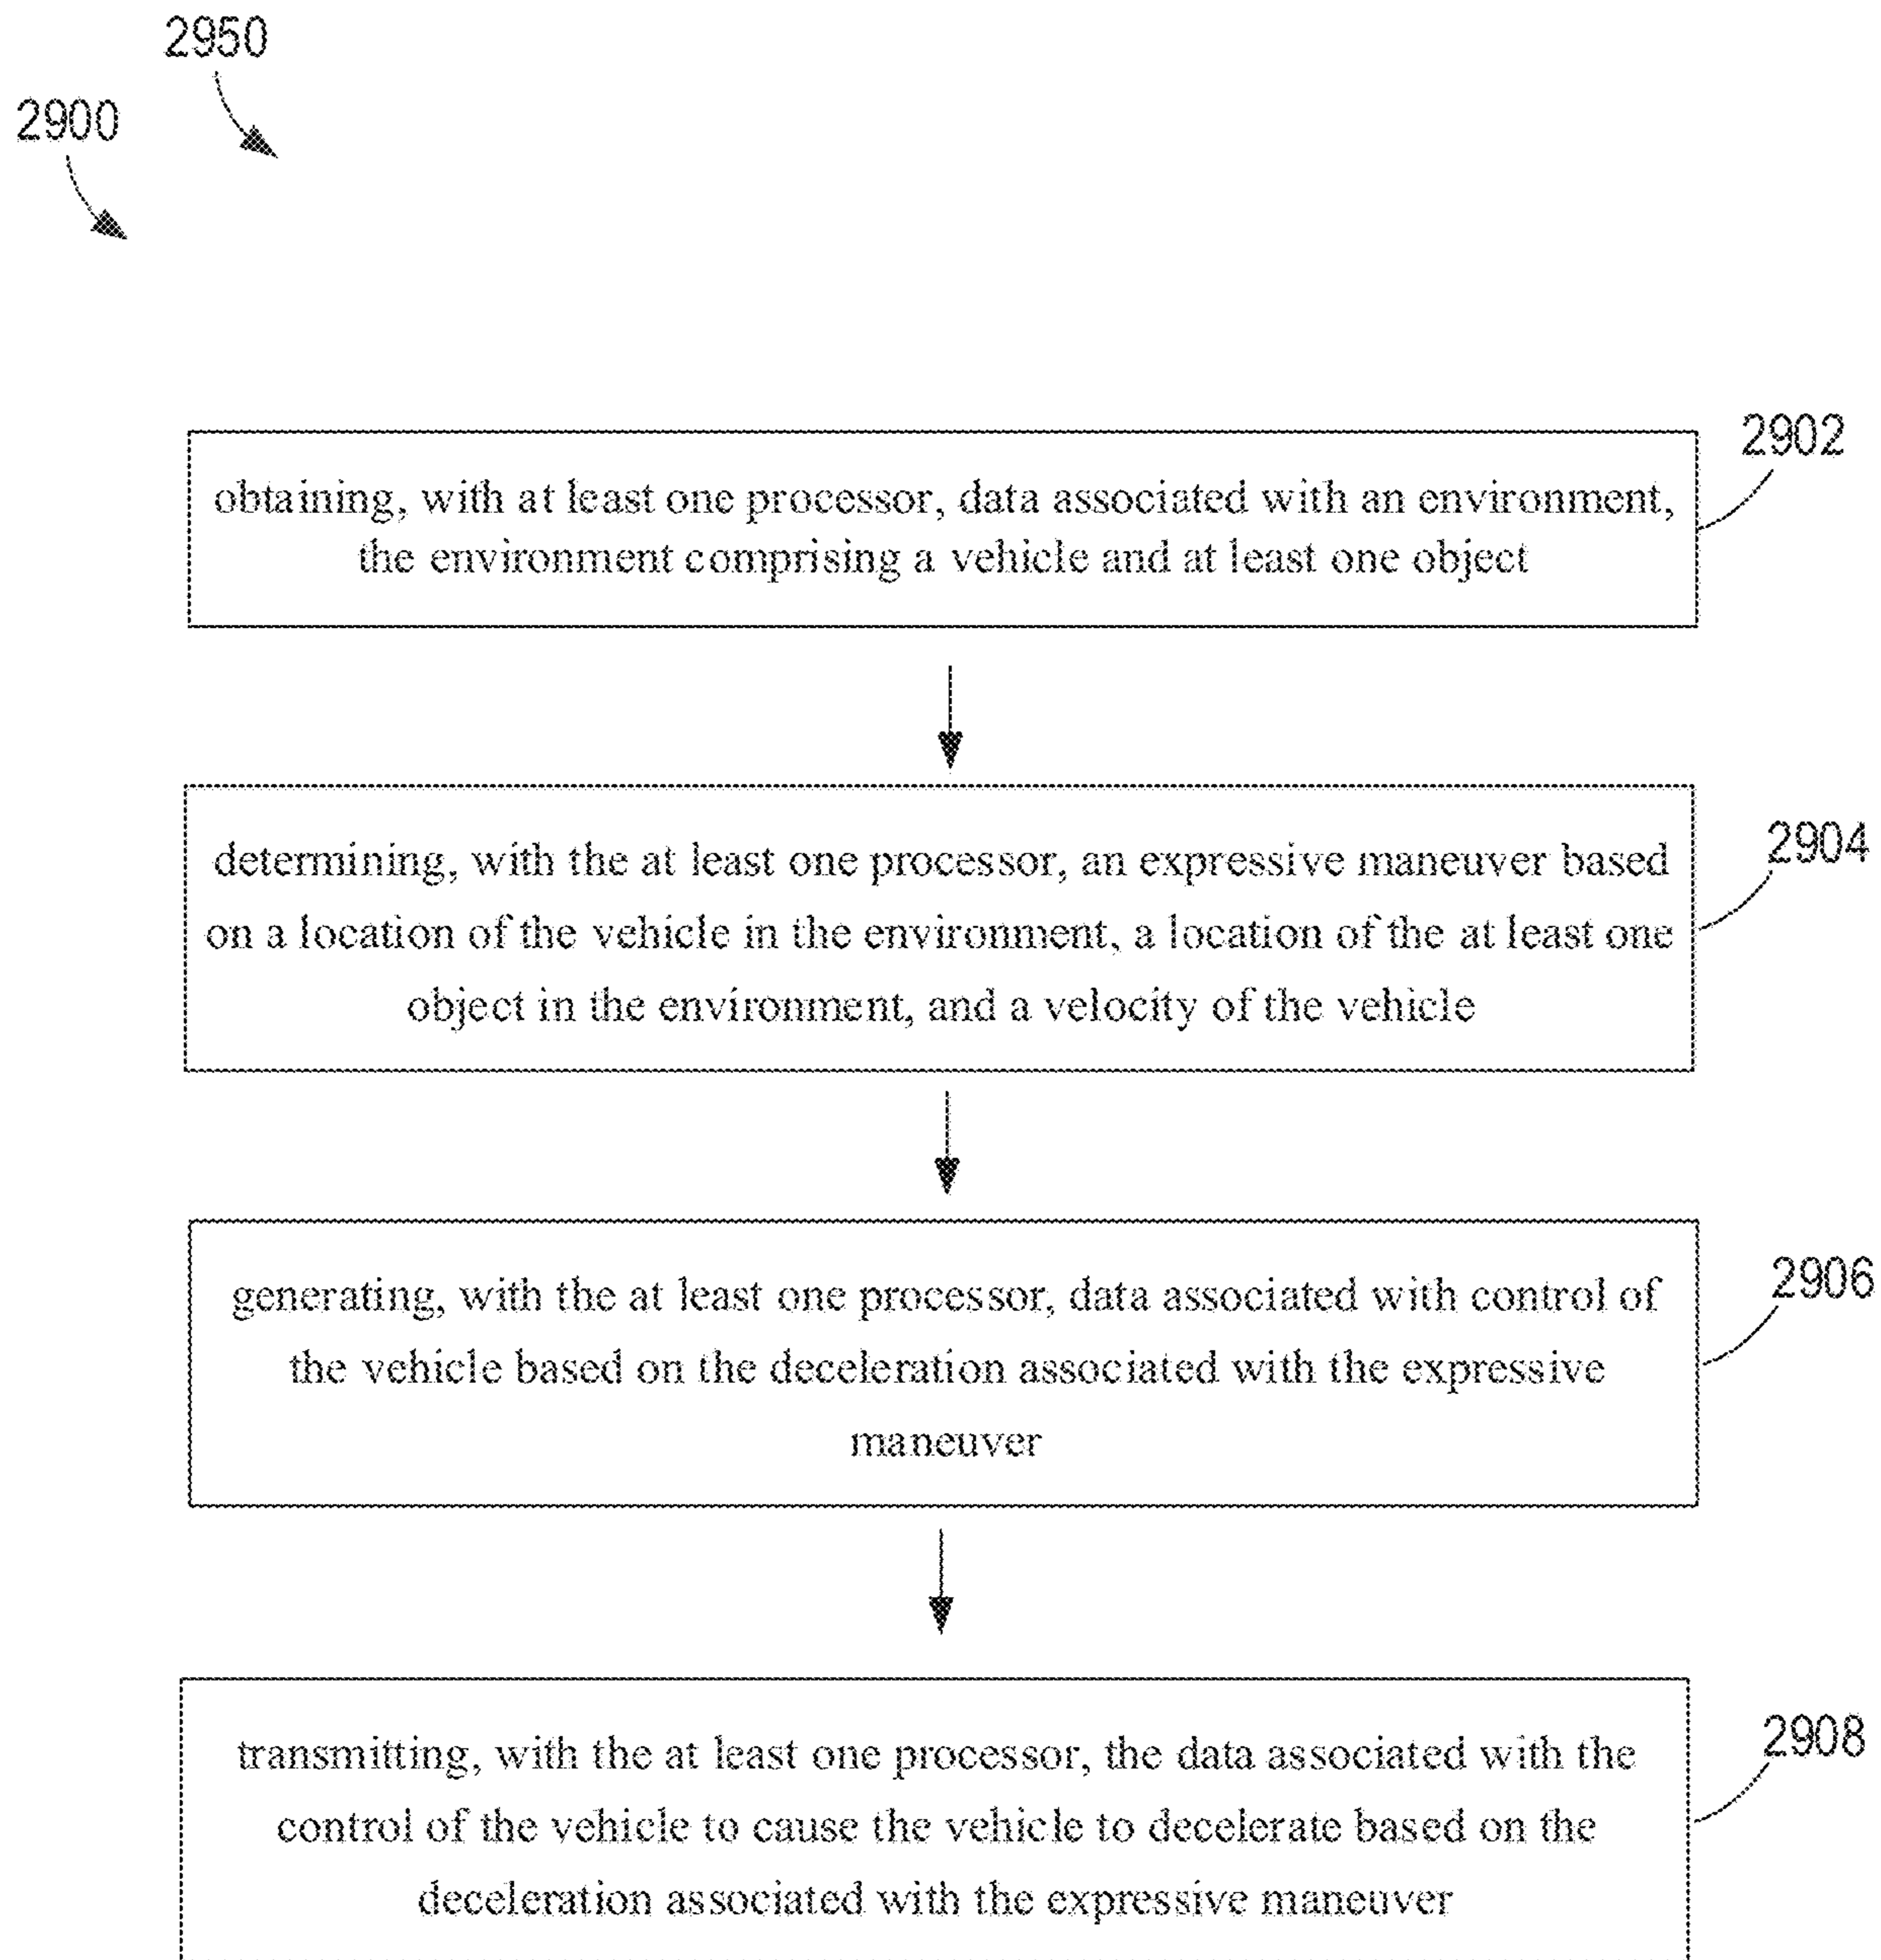 2950
2900
2902
obtaining, with at least one processor, data associated with an environment,
the environment comprising a vehicle and at least one object
2904
determining, with the at least one processor, an expressive maneuver based
on a location of the vehicle in the environment, a location of the at least one
object in the environment, and a velocity of the vehicle
2906
generating, with the at least one processor, data associated with control of
the vehicle based on the deceleration associated with the expressive
maneuver
2908
transmitting, with the at least one processor, the data associated with the
control of the vehicle to cause the vehicle to decelerate based on the
deceleration associated with the expressive maneuver